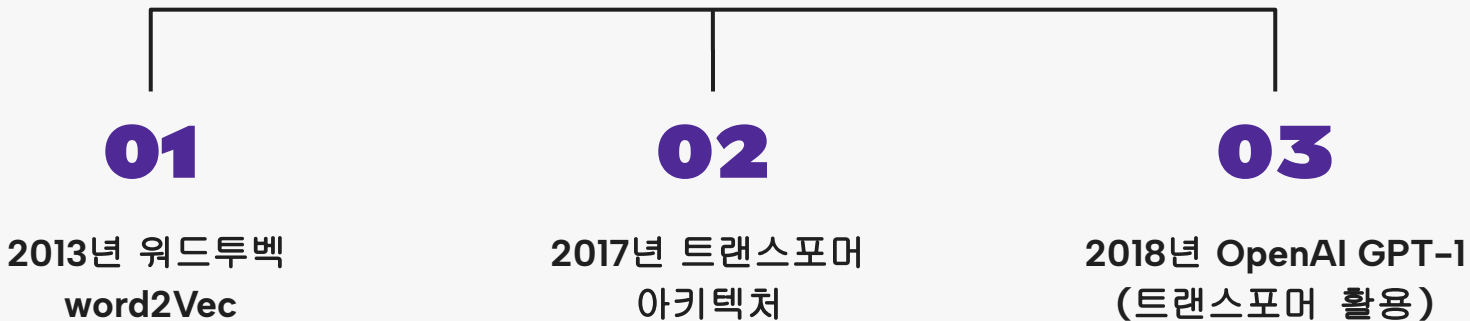 01
2013년 워드투벡
word2Vec
02
2017년 트랜스포머
아키텍처
03
2018년 OpenAI GPT-1
(트랜스포머 활용)